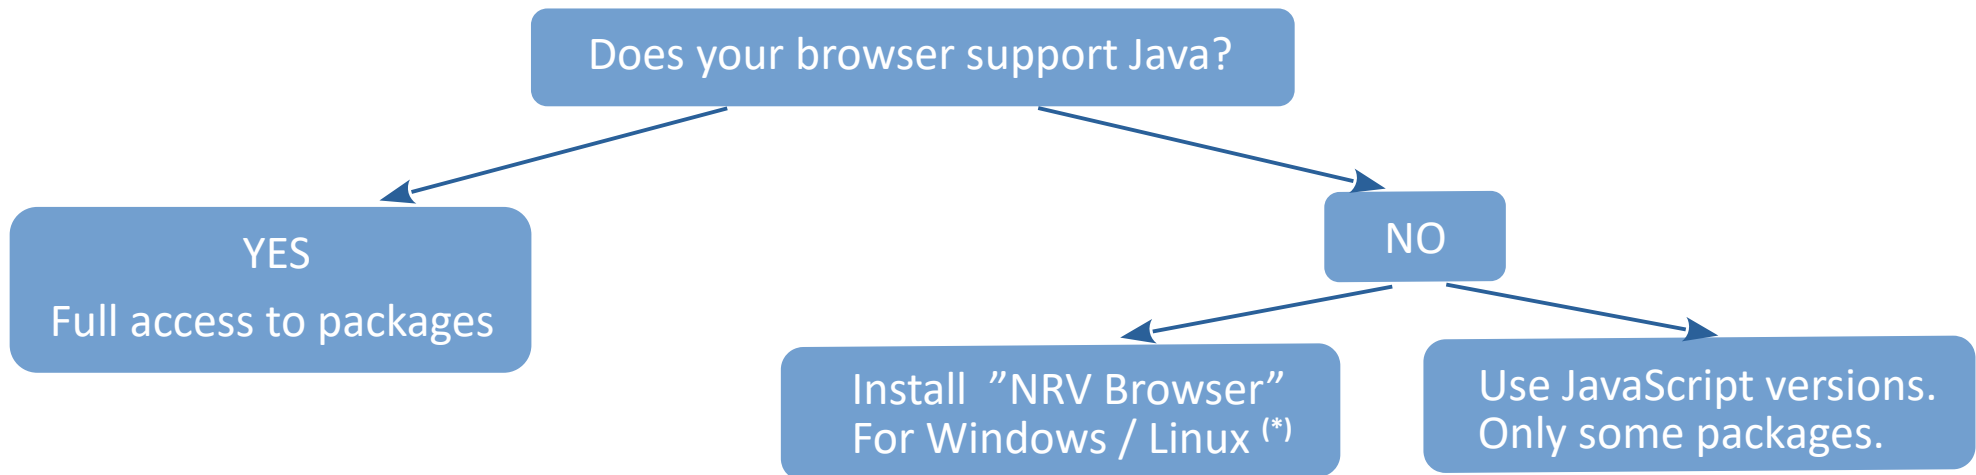 Does your browser support Java?
YES
Full access to packages
NO
Install ”NRV Browser”
For Windows / Linux (*)
Use JavaScript versions.
Only some packages.